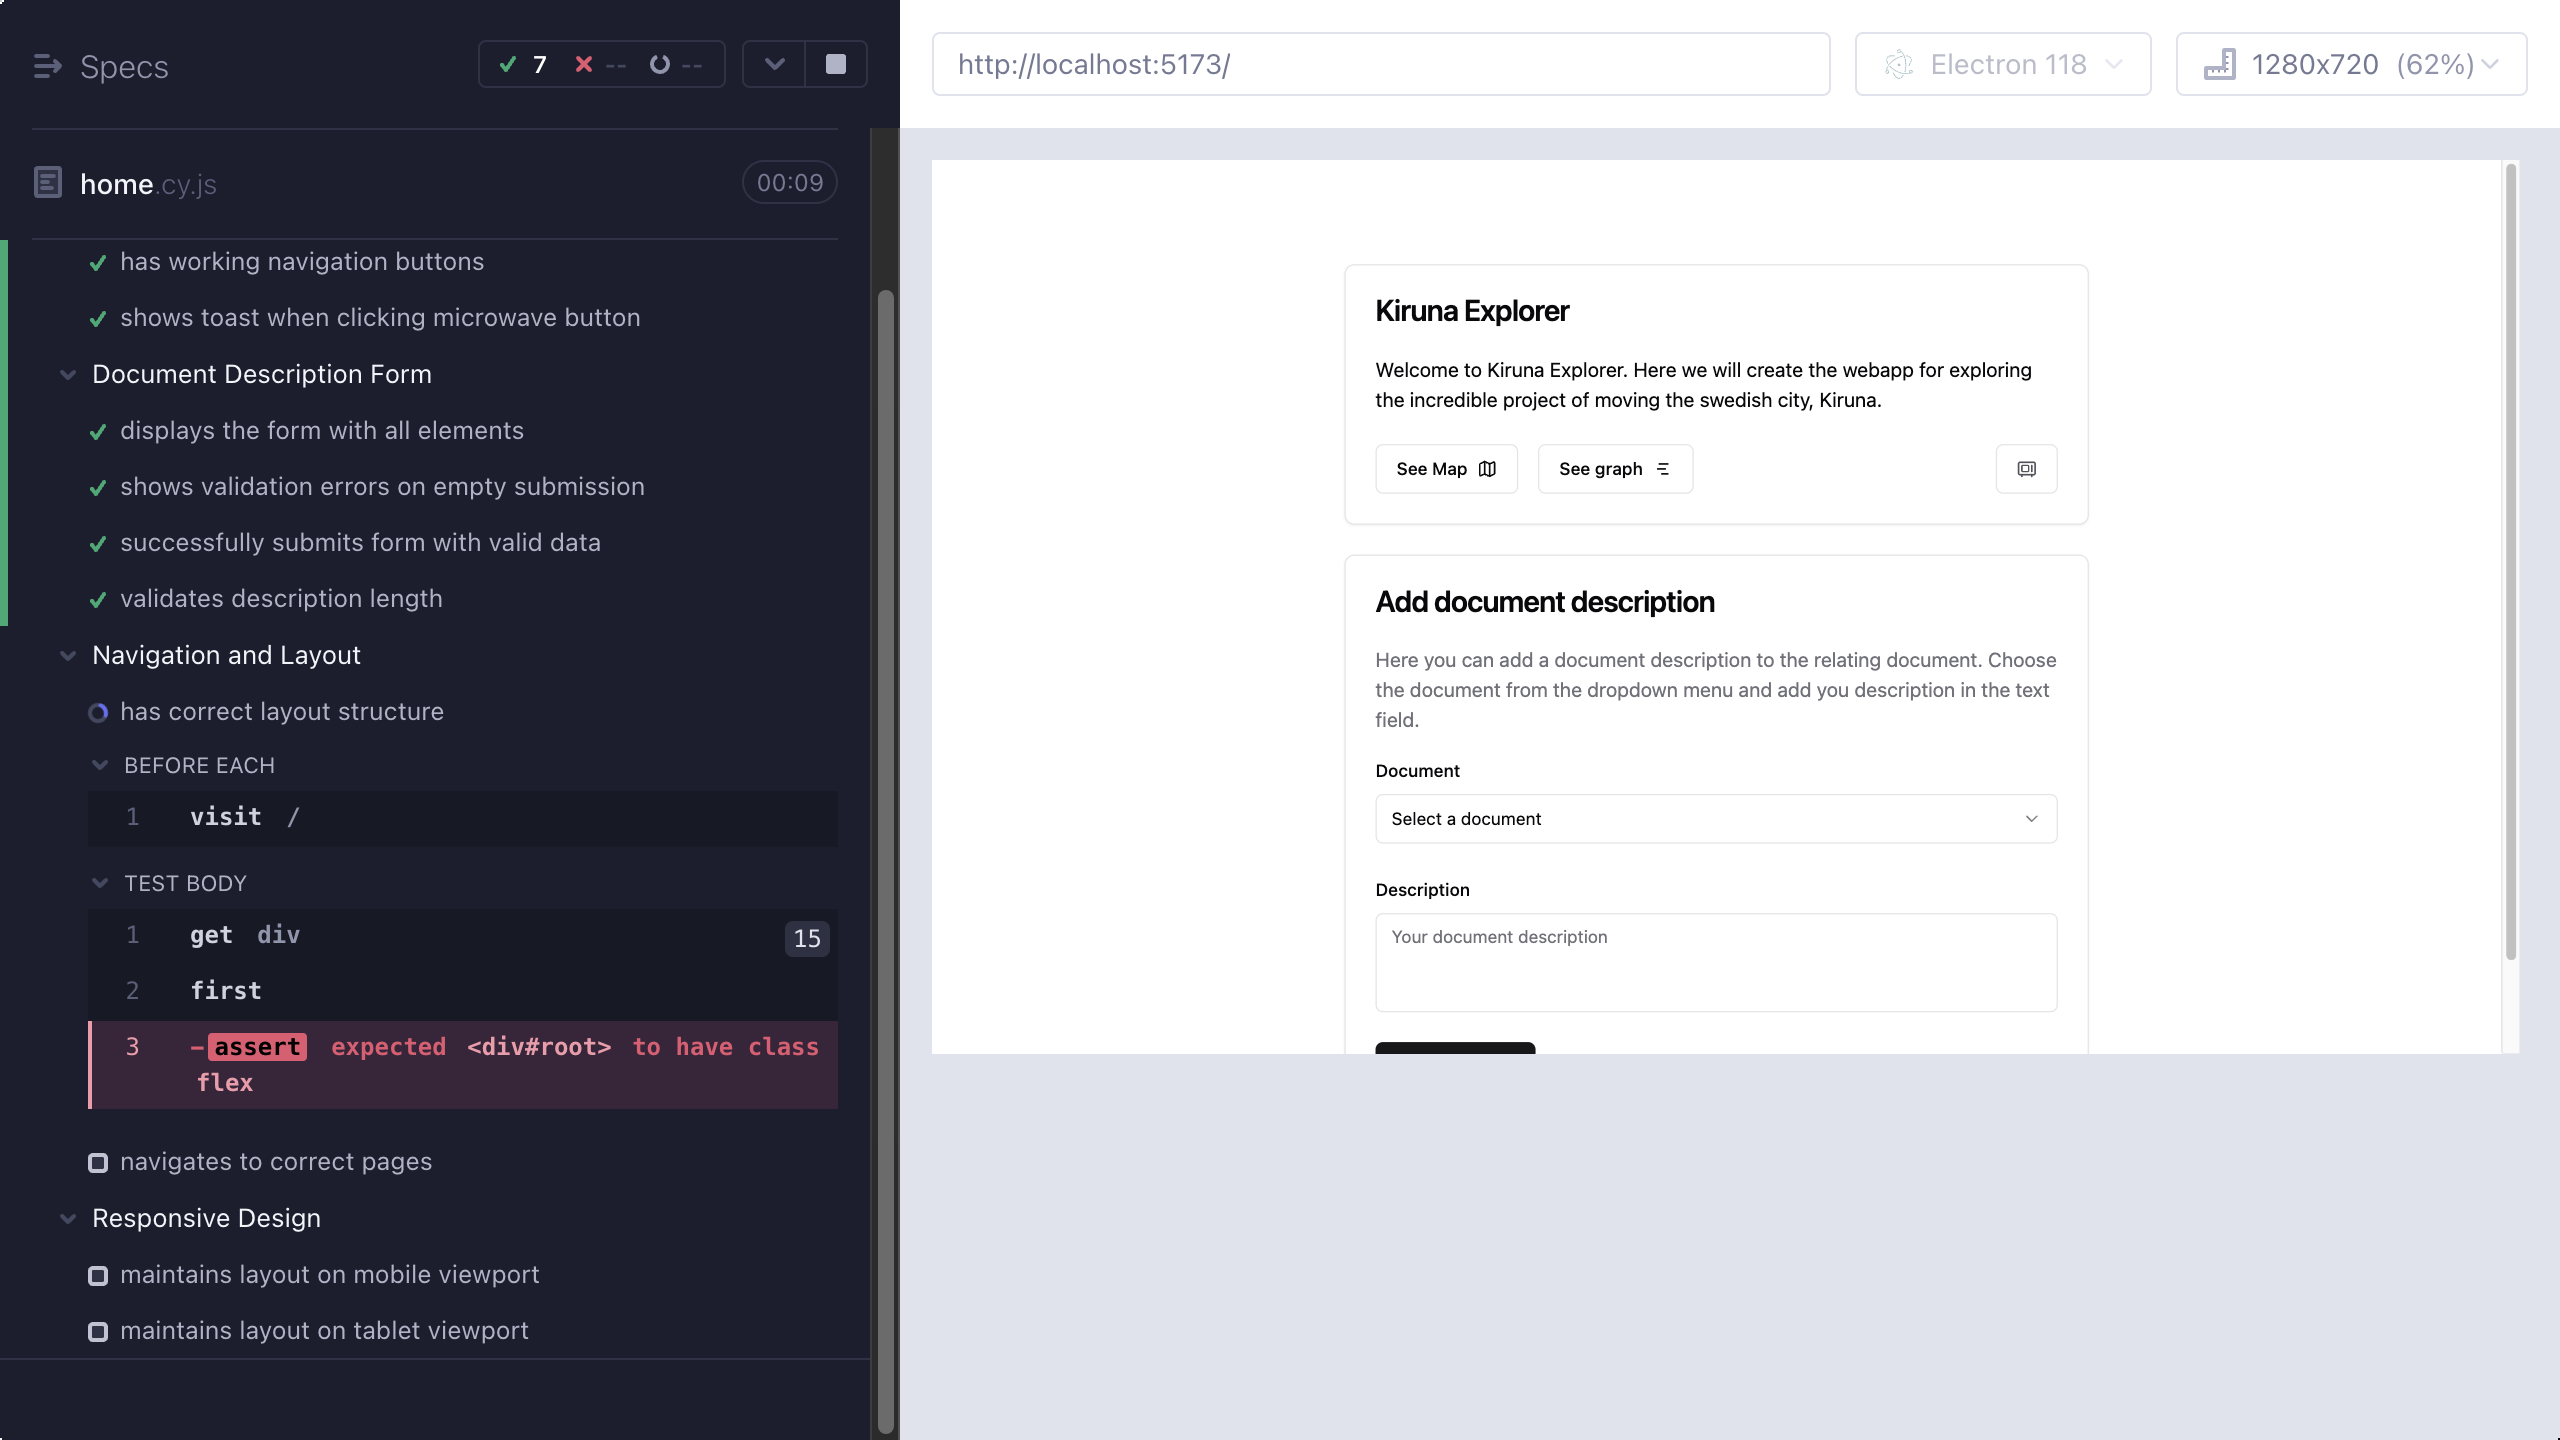 Specs
7 -- --
home.cy.js
00:09
has working navigation buttons
shows toast when clicking microwave button
Document Description Form
displays the form with all elements
shows validation errors on empty submission
successfully submits form with valid data
validates description length
Navigation and Layout
has correct layout structure
BEFORE EACH
1 visit /
TEST BODY
1 get div 15
2 first
3 -assert expected <div#root> to have class
flex
navigates to correct pages
Responsive Design
maintains layout on mobile viewport
maintains layout on tablet viewport
http://localhost:5173/
Electron 118
1280x720 (62%)
Kiruna Explorer
Welcome to Kiruna Explorer. Here we will create the webapp for exploring
the incredible project of moving the swedish city, Kiruna.
See Map
See graph
Add document description
Here you can add a document description to the relating document. Choose
the document from the dropdown menu and add you description in the text
field.
Document
Select a document
Description
Your document description